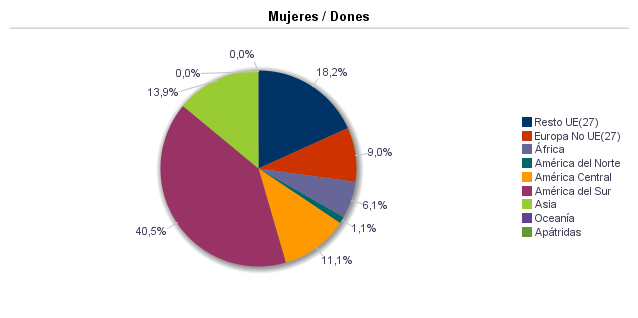 Mujeres / Dones
0,0%
0,0%
18,2%
13,9%
9,0%
6,1%
1,1%
40,5%
11,1%
Resto UE(27)
Europa No UE(27)
África
América del Norte
América Central
América del Sur
Asia
Oceanía
Apátridas